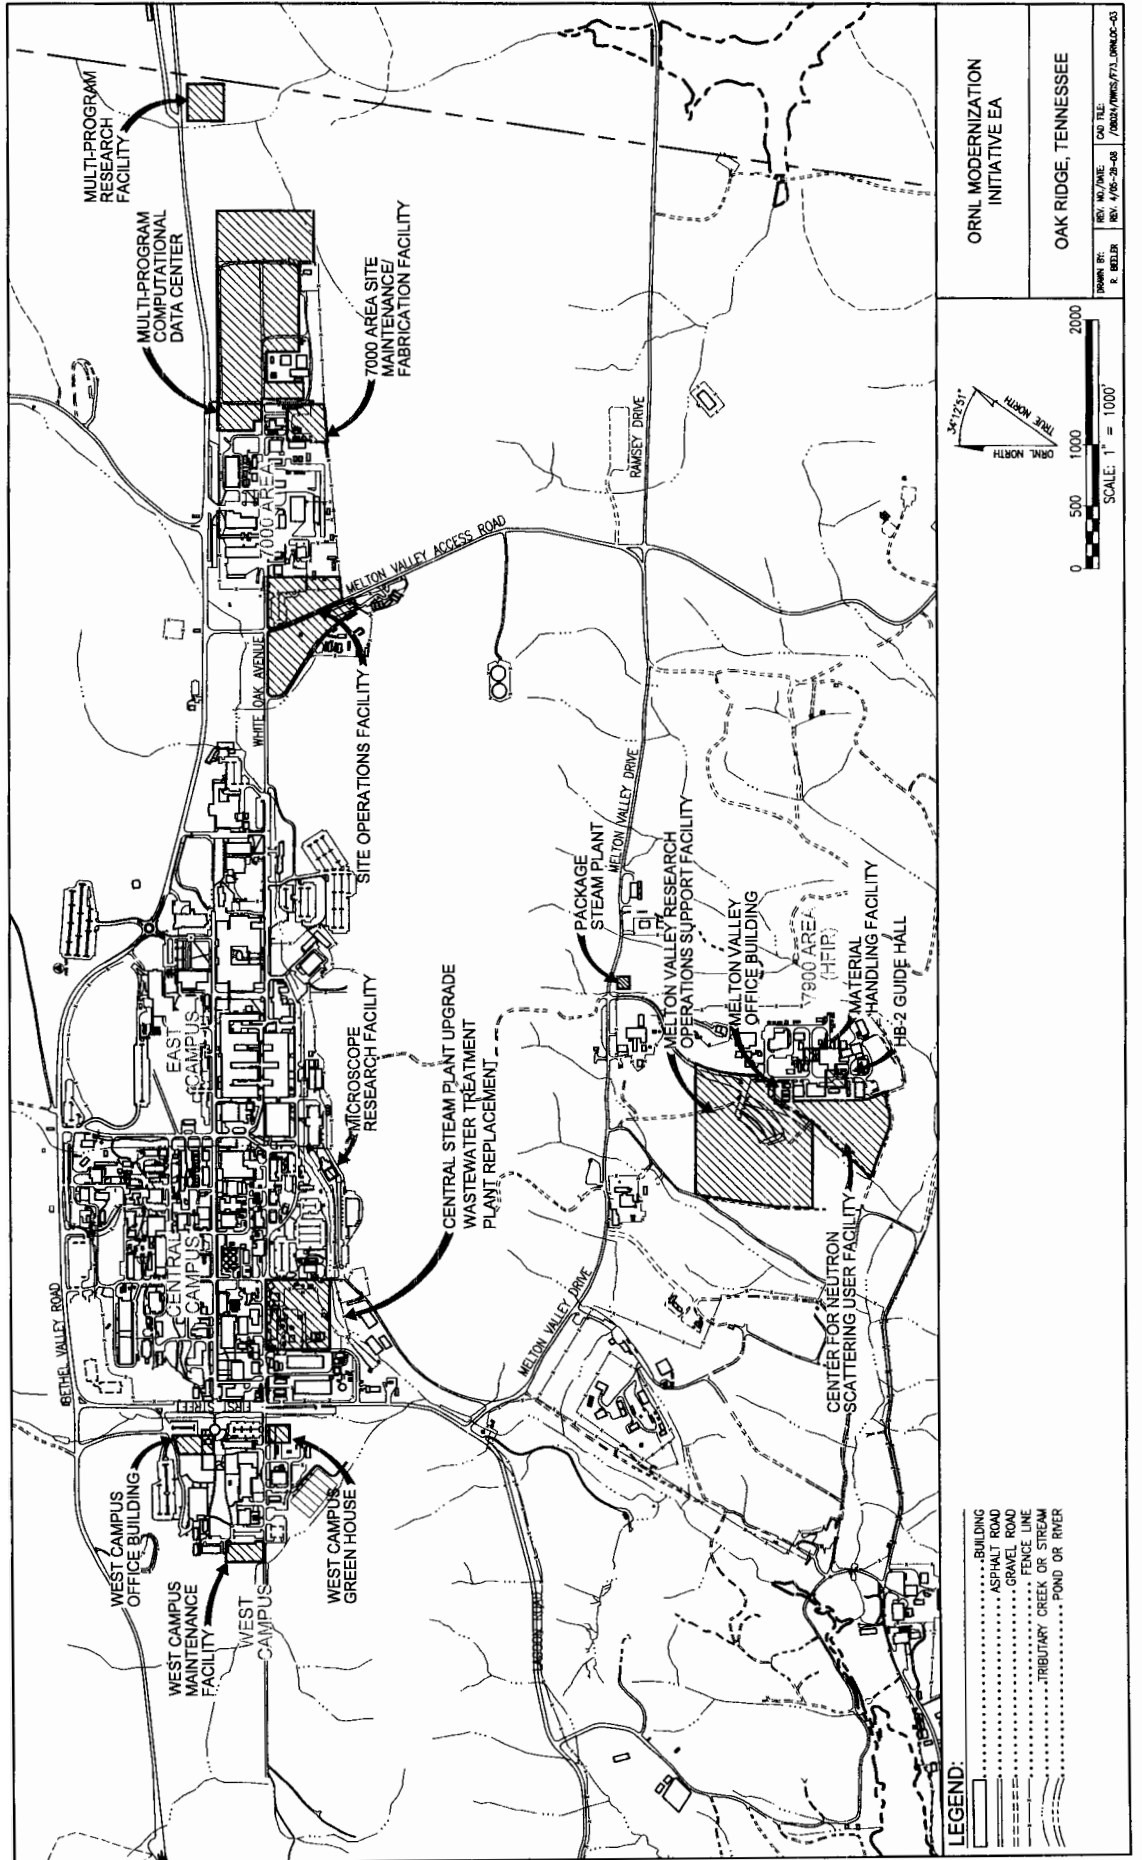 MULTI-PROGRAM
RESEARCH
FACILITY
MULTI-PROGRAM
COMPUTATIONAL
DATA CENTER
7000 AREA SITE
MAINTENANCE/
FABRICATION FACILITY
7000 AREA
MELTON VALLEY ACCESS ROAD
RAMSEY DRIVE
WHITE OAK AVENUE
SITE OPERATIONS FACILITY
MELTON VALLEY DRIVE
PACKAGE
STEAM PLANT
MELTON VALLEY RESEARCH
OPERATIONS SUPPORT FACILITY
MELTON VALLEY
OFFICE BUILDING
7900 AREA
(HFIR)
MATERIAL
HANDLING FACILITY
HB-2 GUIDE HALL
EAST
CAMPUS
MICROSCOPE
RESEARCH FACILITY
CENTRAL STEAM PLANT UPGRADE
WASTEWATER TREATMENT
PLANT REPLACEMENT
CENTRAL
CAMPUS
BETHEL VALLEY ROAD
MELTON VALLEY DRIVE
CENTER FOR NEUTRON
SCATTERING USER FACILITY
FIRST STREET
WEST CAMPUS
OFFICE BUILDING
WEST CAMPUS
GREEN HOUSE
WEST CAMPUS
MAINTENANCE
FACILITY
WEST
CAMPUS
LAGOON ROAD
LEGEND:
BUILDING
ASPHALT ROAD
GRAVEL ROAD
FENCE LINE
TRIBUTARY CREEK OR STREAM
POND OR RIVER
34°12'51"
ORNL NORTH
TRUE NORTH
0 500 1000 2000
SCALE: 1" = 1000'
ORNL MODERNIZATION
INITIATIVE EA
OAK RIDGE, TENNESSEE
DRAWN BY:
R. BEELER
REV. NO./DATE:
REV. 4/05-28-08
CAD FILE: